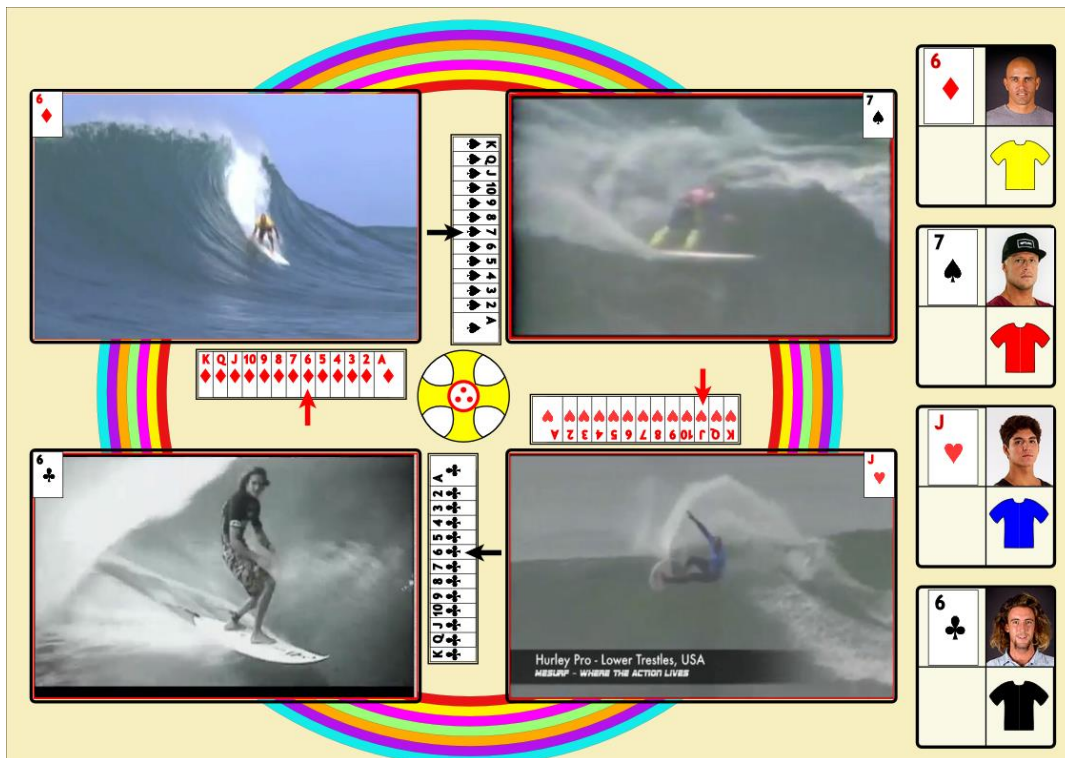 6
7
6
7
K Q J 10 9 8 7 6 5 4 3 2 A
K Q J 10 9 8 7 6 5 4 3 2 A
A 2 3 4 5 6 7 8 9 10 J Q K
6
A 2 3 4 5 6 7 8 9 10 J Q K
J
J
Hurley Pro - Lower Trestles, USA
MESURF - WHERE THE ACTION LIVES
6